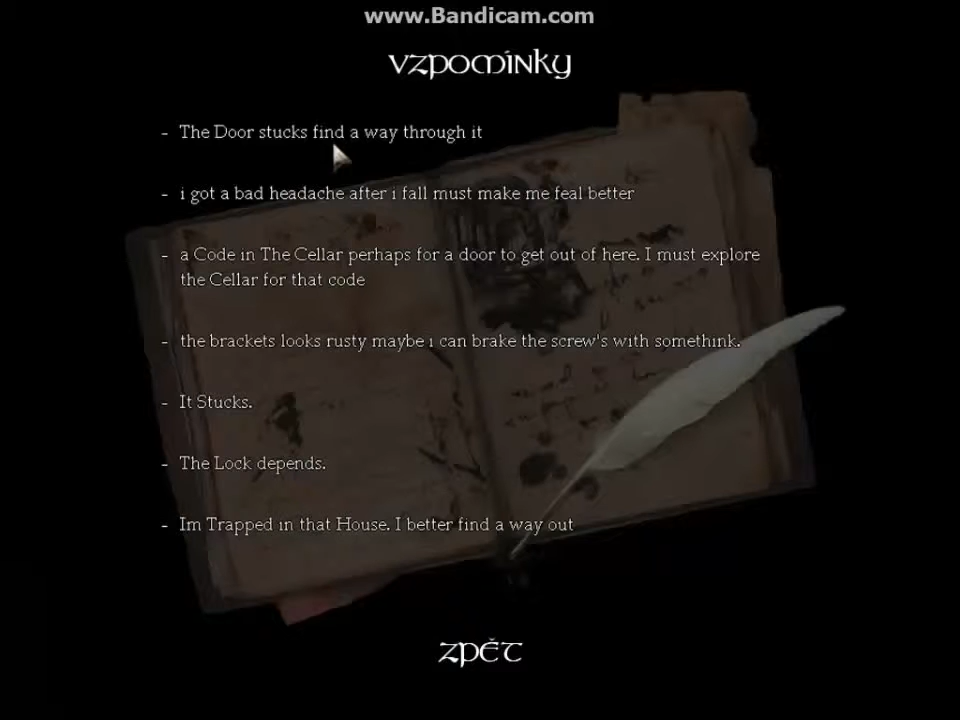 www.Bandicam.com
vzpomínky
- The Door stucks find a way through it
- i got a bad headache after i fall must make me feal better
- a Code in The Cellar perhaps for a door to get out of here. I must explore
the Cellar for that code
- the brackets looks rusty maybe i can brake the screw's with somethink.
- It Stucks.
- The Lock depends.
- Im Trapped in that House. I better find a way out
zpět